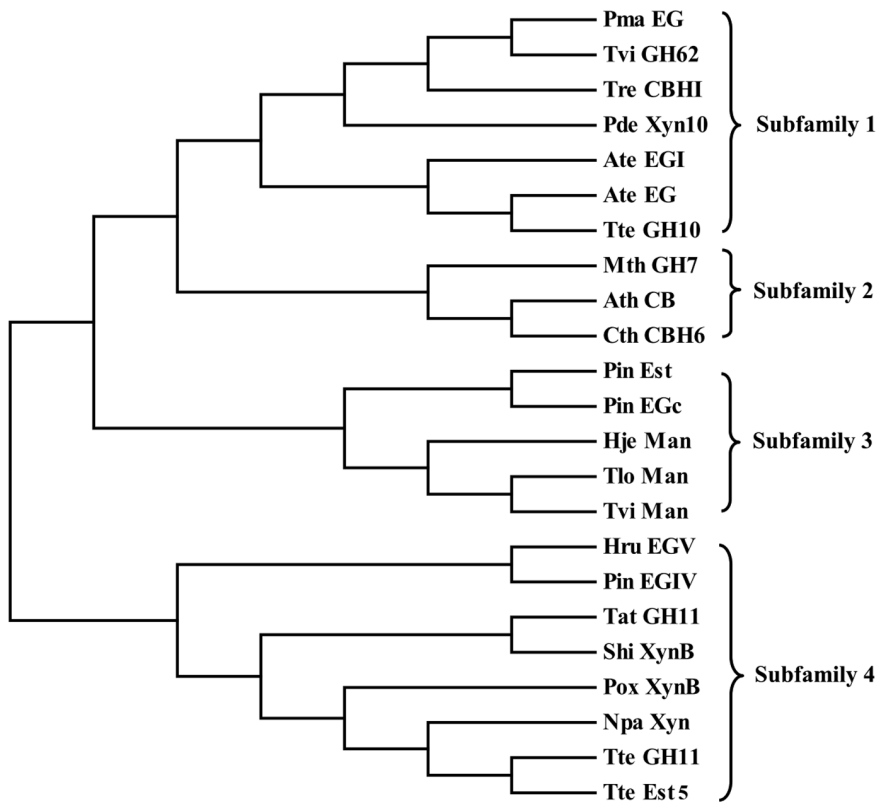 Pma EG
Tvi GH62
Tre CBHI
Pde Xyn10
Ate EGI
Ate EG
Tte GH10
Subfamily 1
Mth GH7
Ath CB
Cth CBH6
Subfamily 2
Pin Est
Pin EGc
Hje Man
Tlo Man
Tvi Man
Subfamily 3
Hru EGV
Pin EGIV
Tat GH11
Shi XynB
Pox XynB
Npa Xyn
Tte GH11
Tte Est5
Subfamily 4